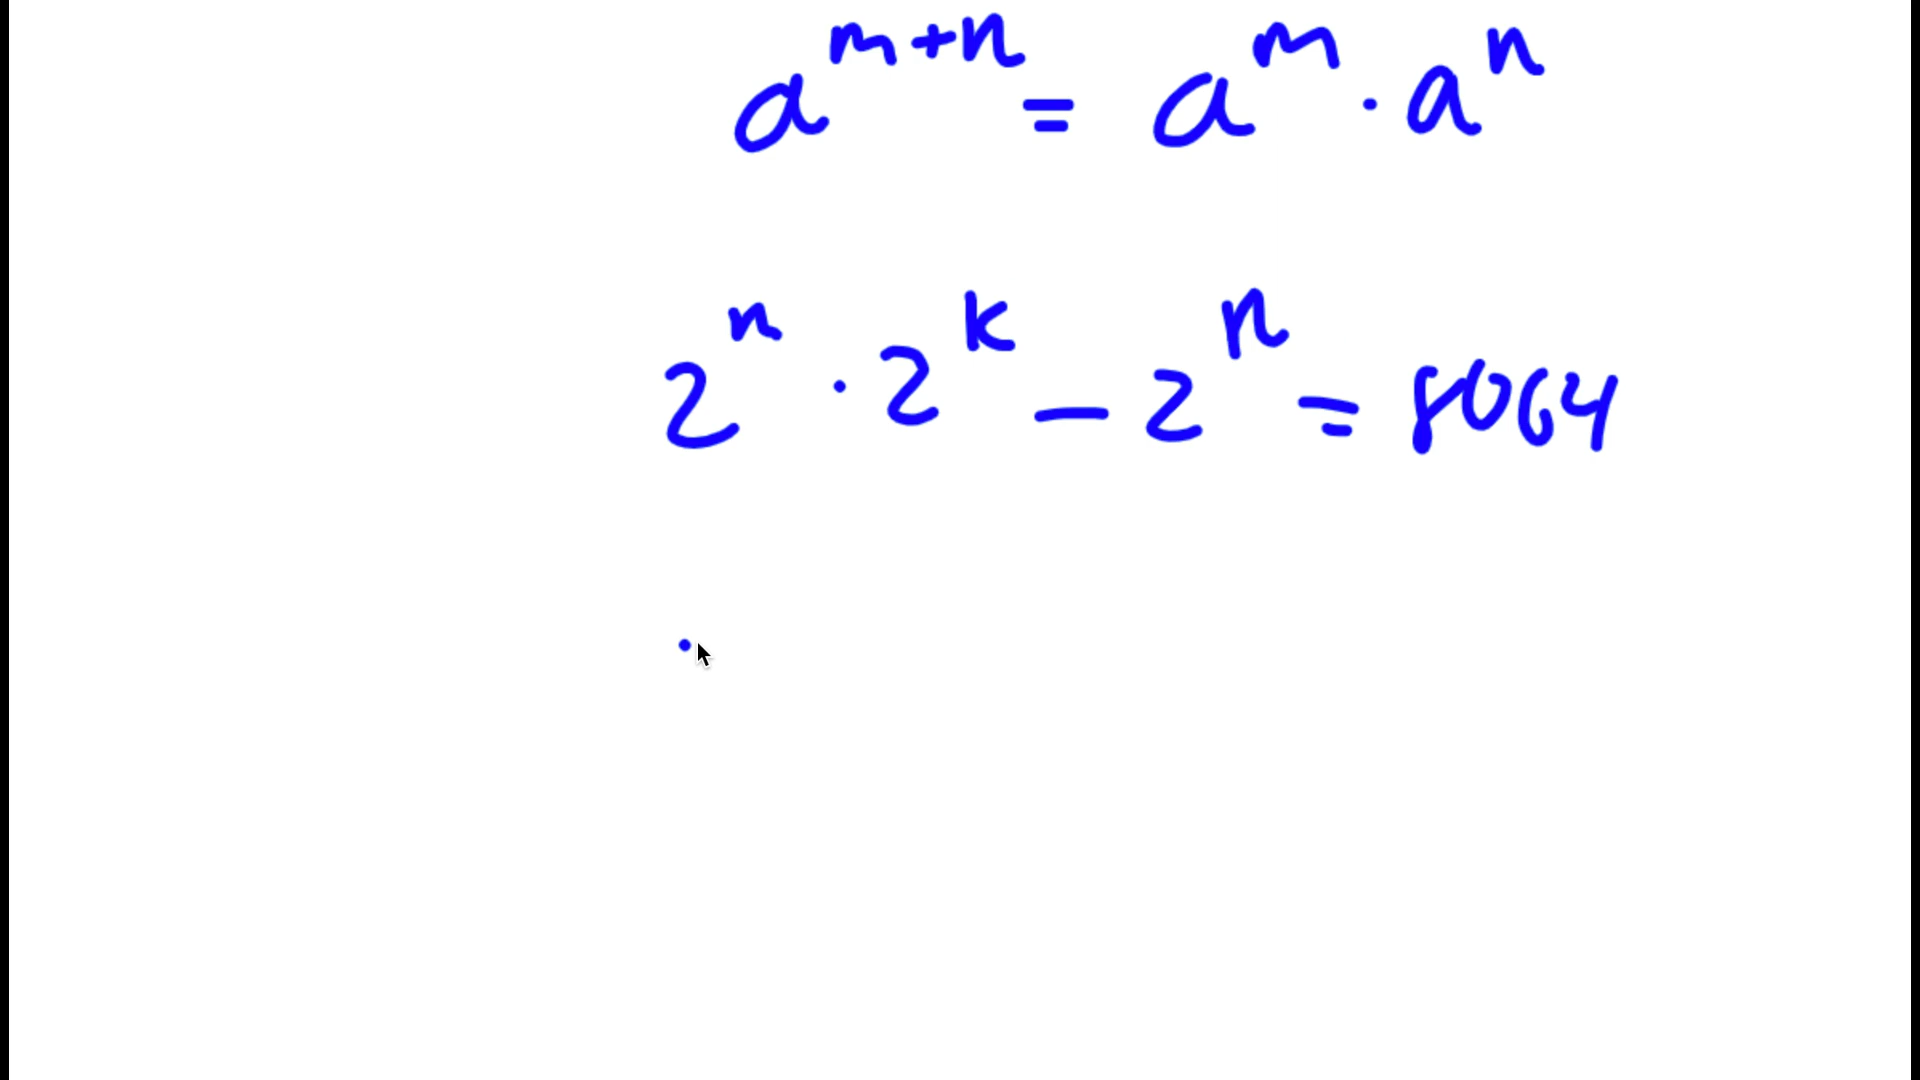 a^{m+n} = a^m · a^n
2^n · 2^k − 2^n = 8064